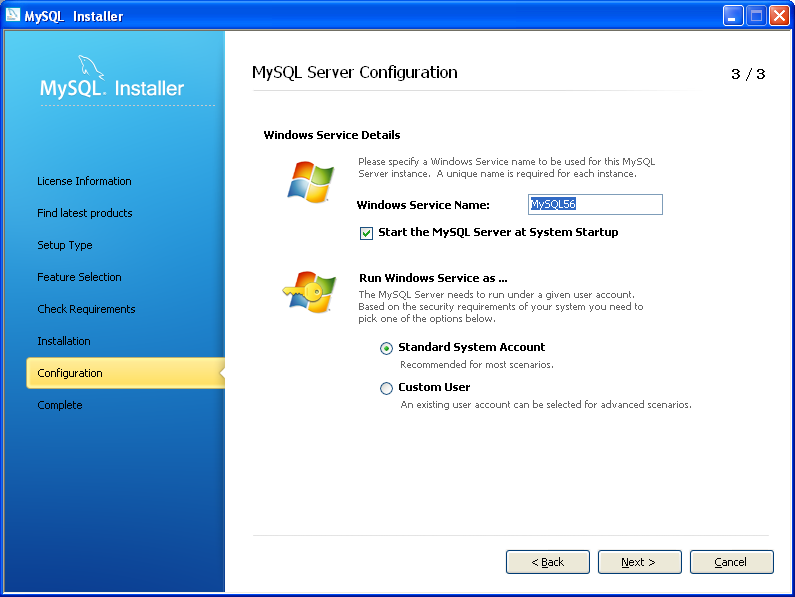 MySQL Installer
MySQL. Installer
License Information
Find latest products
Setup Type
Feature Selection
Check Requirements
Installation
Configuration
Complete
MySQL Server Configuration
3 / 3
Windows Service Details
Please specify a Windows Service name to be used for this MySQL
Server instance. A unique name is required for each instance.
Windows Service Name:
MySQL56
Start the MySQL Server at System Startup
Run Windows Service as ...
The MySQL Server needs to run under a given user account.
Based on the security requirements of your system you need to
pick one of the options below.
Standard System Account
Recommended for most scenarios.
Custom User
An existing user account can be selected for advanced scenarios.
< Back
Next >
Cancel